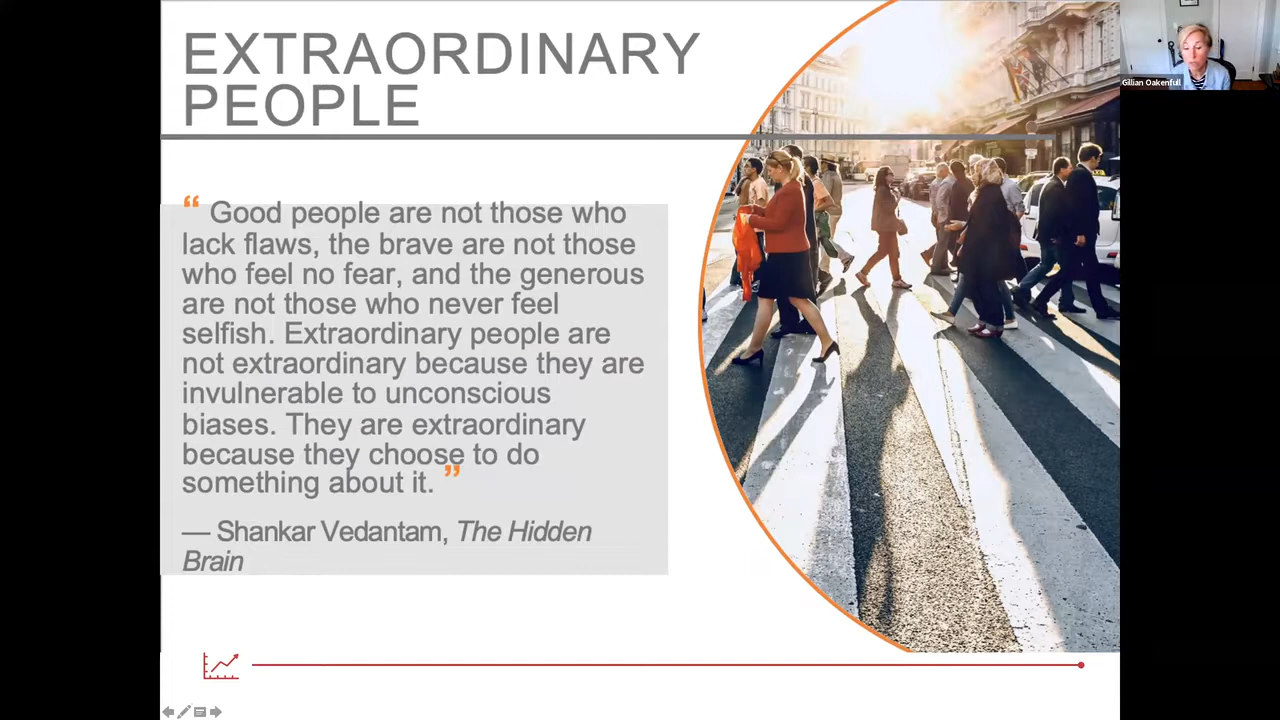 EXTRAORDINARY
PEOPLE
“ Good people are not those who
lack flaws, the brave are not those
who feel no fear, and the generous
are not those who never feel
selfish. Extraordinary people are
not extraordinary because they are
invulnerable to unconscious
biases. They are extraordinary
because they choose to do
something about it. ”
— Shankar Vedantam, The Hidden
Brain
Gillian Oakenfull